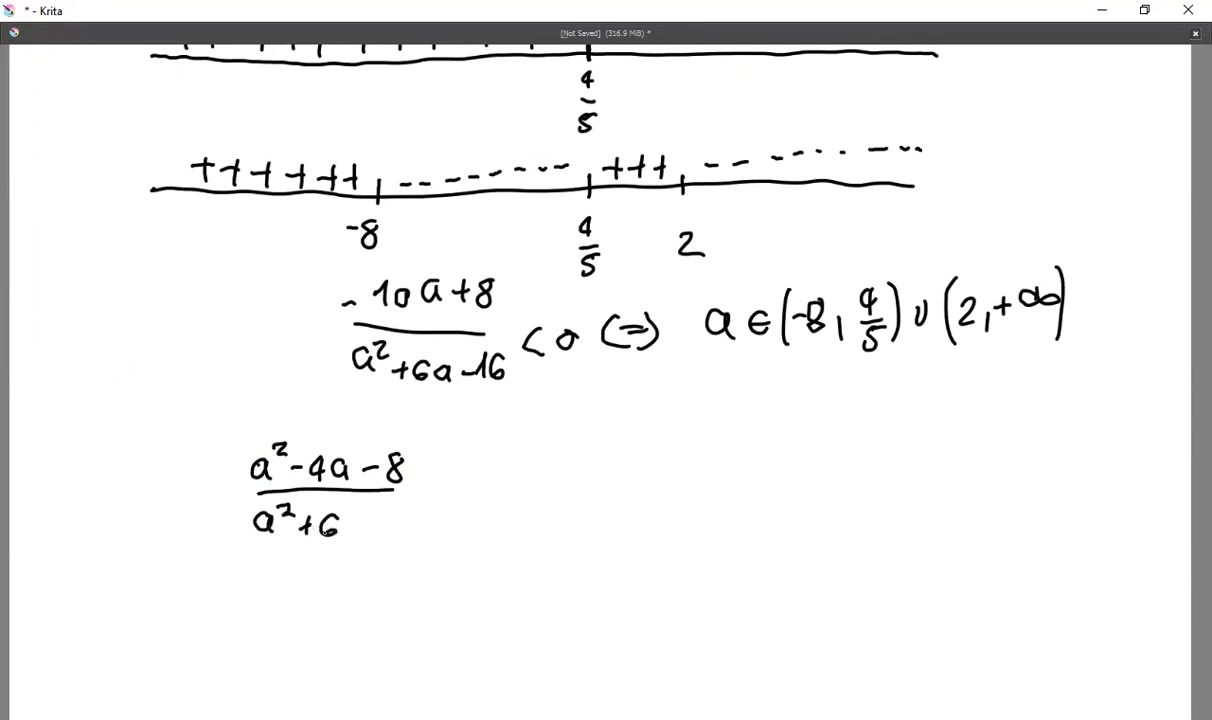 * - Krita
[Not Saved] (316.9 MiB) *
4
5
+ + + + + + - - - - - - - - + + + - - - - - - - - -
-8 4/5 2
(-10a+8)/(a²+6a-16) < 0 (=) a ∈ (-8, 4/5) ∪ (2, +∞)
a²-4a-8
a²+6